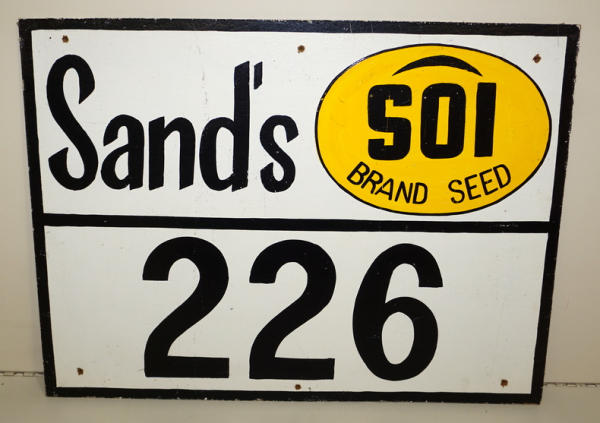 Sand's
SOI
BRAND SEED
226